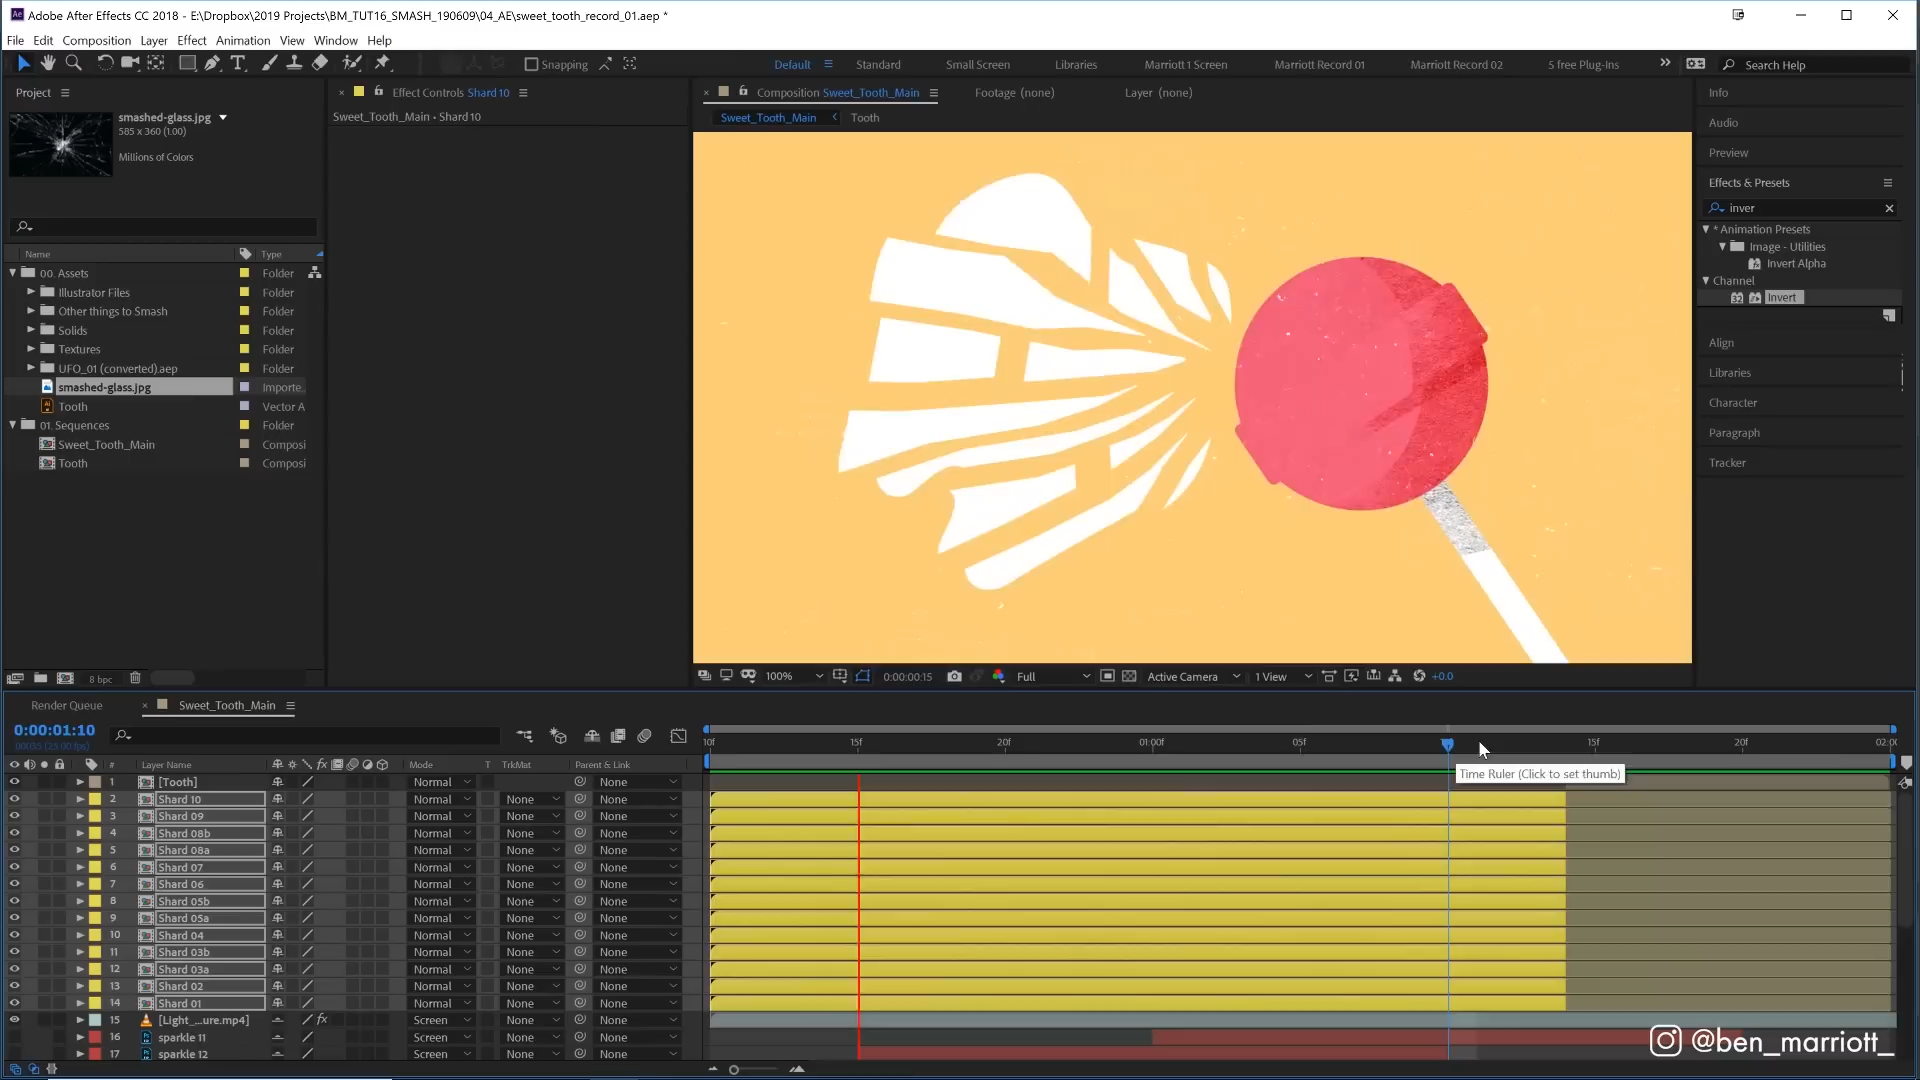 Adobe After Effects CC 2018 - E:\Dropbox\2019 Projects\BM_TUT16_SMASH_190609\04_AE\sweet_tooth_record_01.aep *
File Edit Composition Layer Effect Animation View Window Help
Snapping Default Standard Small Screen Libraries Marriott 1 Screen Marriott Record 01 Marriott Record 02 5 free Plug-Ins Search Help
Project
smashed-glass.jpg
585 x 360 (1.00)
Millions of Colors
Name Type
00. Assets Folder
Illustrator Files Folder
Other things to Smash Folder
Solids Folder
Textures Folder
UFO_01 (converted).aep Folder
smashed-glass.jpg Importe
Tooth Vector A
01. Sequences Folder
Sweet_Tooth_Main Composi
Tooth Composi
8 bpc
Effect Controls Shard 10
Sweet_Tooth_Main • Shard 10
Composition Sweet_Tooth_Main Footage (none) Layer (none)
Sweet_Tooth_Main Tooth
100% 0:00:00:15 Full Active Camera 1 View +0.0
Info
Audio
Preview
Effects & Presets
inver
* Animation Presets
Image - Utilities
Invert Alpha
Channel
32 Invert
Align
Libraries
Character
Paragraph
Tracker
Render Queue Sweet_Tooth_Main
0:00:01:10
# Layer Name Mode T TrkMat Parent & Link
10f 15f 20f 01:00f 05f 15f 20f 02:00
Time Ruler (Click to set thumb)
1 [Tooth] Normal None
2 Shard 10 Normal None None
3 Shard 09 Normal None None
4 Shard 08b Normal None None
5 Shard 08a Normal None None
6 Shard 07 Normal None None
7 Shard 06 Normal None None
8 Shard 05b Normal None None
9 Shard 05a Normal None None
10 Shard 04 Normal None None
11 Shard 03b Normal None None
12 Shard 03a Normal None None
13 Shard 02 Normal None None
14 Shard 01 Normal None None
15 [Light_...ure.mp4] fx Screen None None
16 sparkle 11 Screen None None
17 sparkle 12 Screen None None
@ben_marriott_